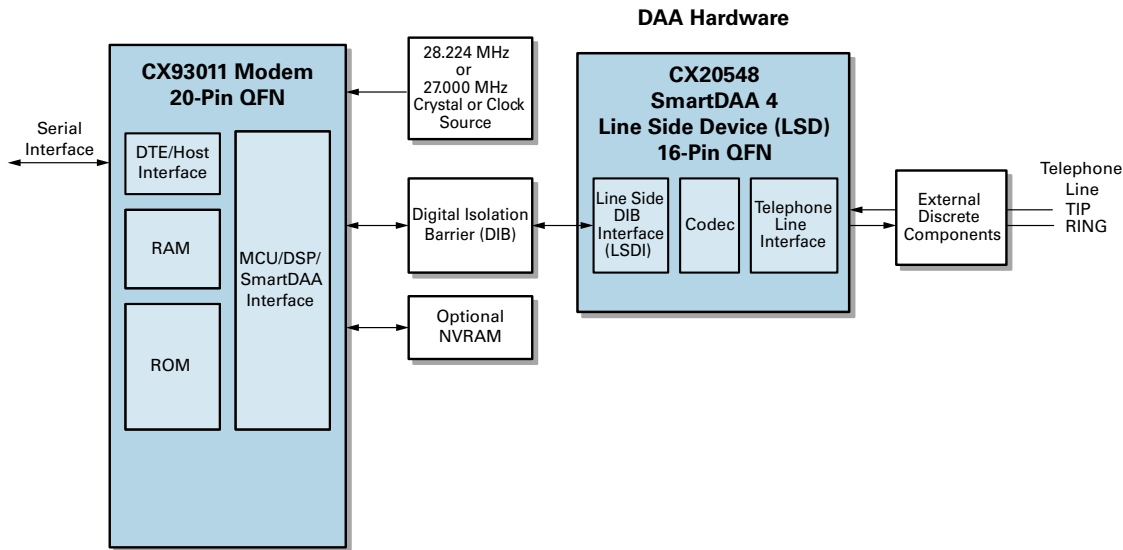 DAA Hardware
CX93011 Modem
20-Pin QFN
Serial
Interface
DTE/Host
Interface
RAM
ROM
MCU/DSP/
SmartDAA
Interface
28.224 MHz
or
27.000 MHz
Crystal or Clock
Source
Digital Isolation
Barrier (DIB)
Optional
NVRAM
CX20548
SmartDAA 4
Line Side Device (LSD)
16-Pin QFN
Line Side
DIB
Interface
(LSDI)
Codec
Telephone
Line
Interface
External
Discrete
Components
Telephone
Line
TIP
RING